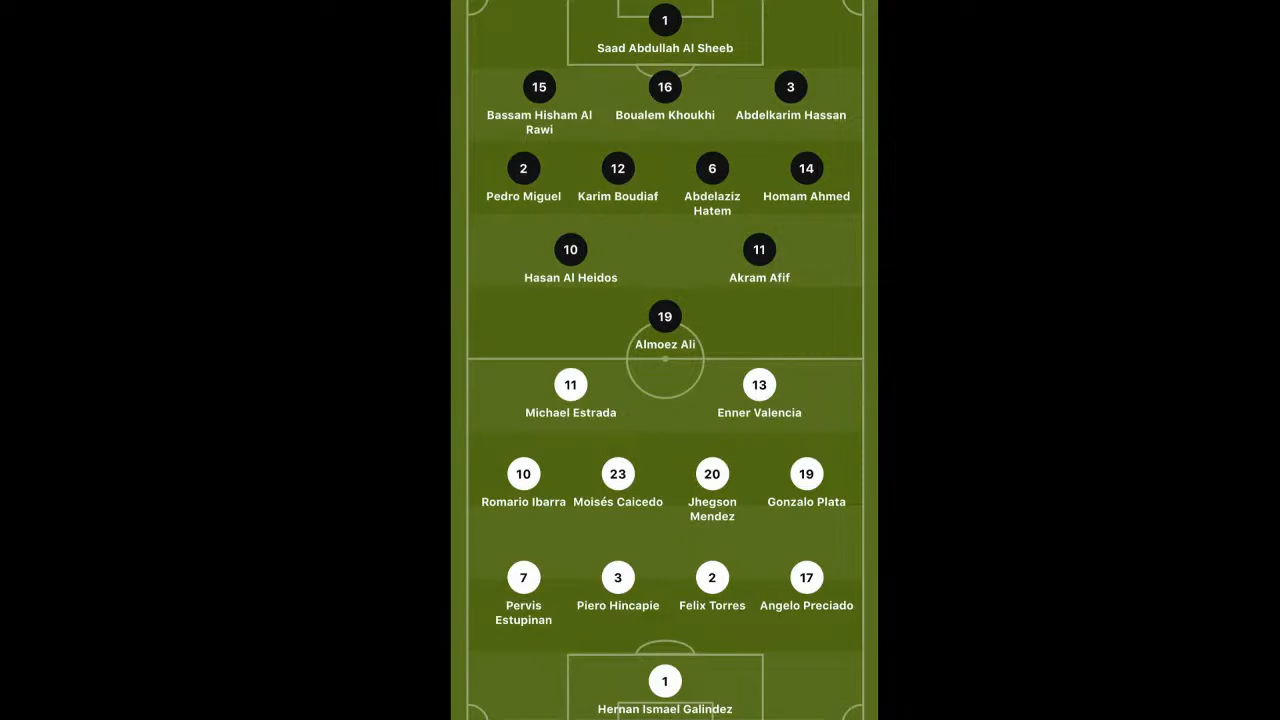 1
Saad Abdullah Al Sheeb
15 16 3
Bassam Hisham Al Rawi Boualem Khoukhi Abdelkarim Hassan
2 12 6 14
Pedro Miguel Karim Boudiaf Abdelaziz Hatem Homam Ahmed
10 11
Hasan Al Heidos Akram Afif
19
Almoez Ali
11 13
Michael Estrada Enner Valencia
10 23 20 19
Romario Ibarra Moisés Caicedo Jhegson Mendez Gonzalo Plata
7 3 2 17
Pervis Estupinan Piero Hincapie Felix Torres Angelo Preciado
1
Hernan Ismael Galindez